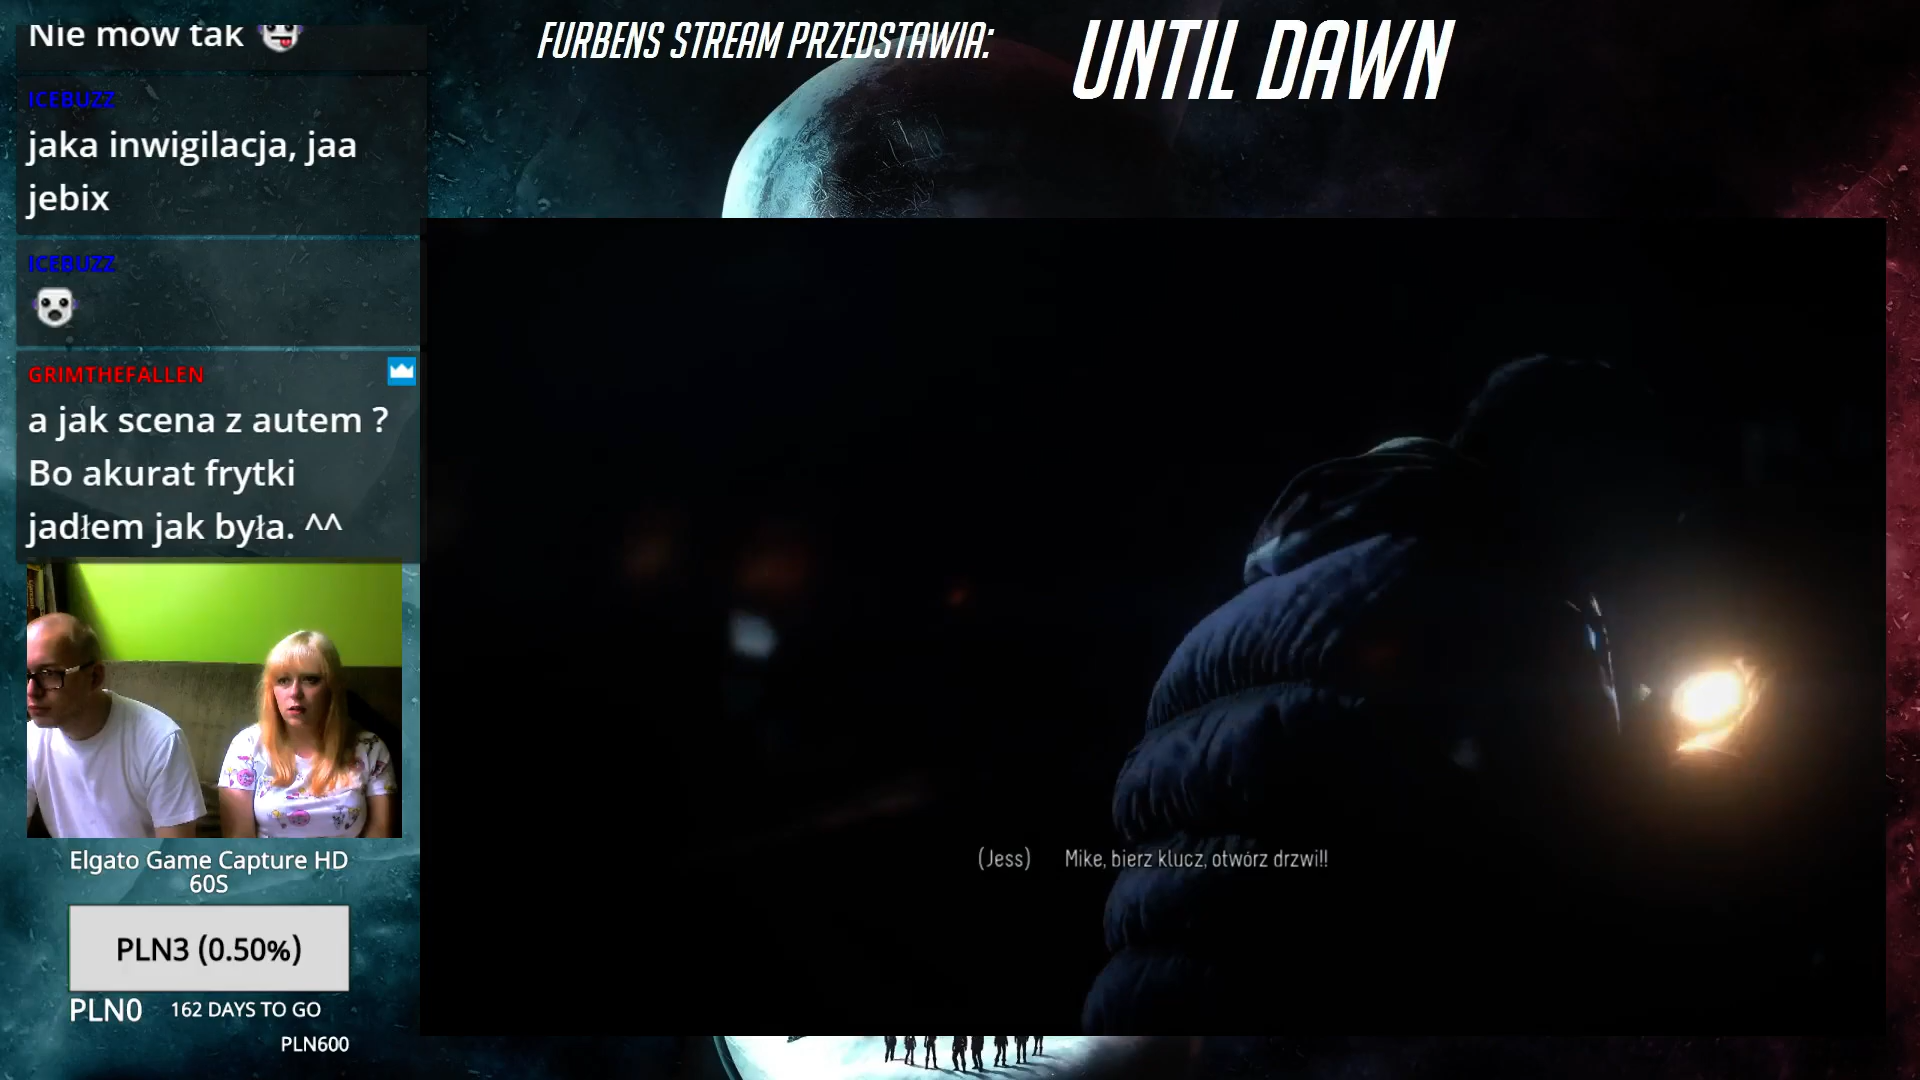 FURBENS STREAM PRZEDSTAWIA:
UNTIL DAWN
Nie mow tak
ICEBUZZ
jaka inwigilacja, jaa
jebix
ICEBUZZ
GRIMTHEFALLEN
a jak scena z autem ?
Bo akurat frytki
jadłem jak była. ^^
(Jess) Mike, bierz klucz, otwórz drzwi!!
Elgato Game Capture HD
60S
PLN3 (0.50%)
PLN0 162 DAYS TO GO
PLN600